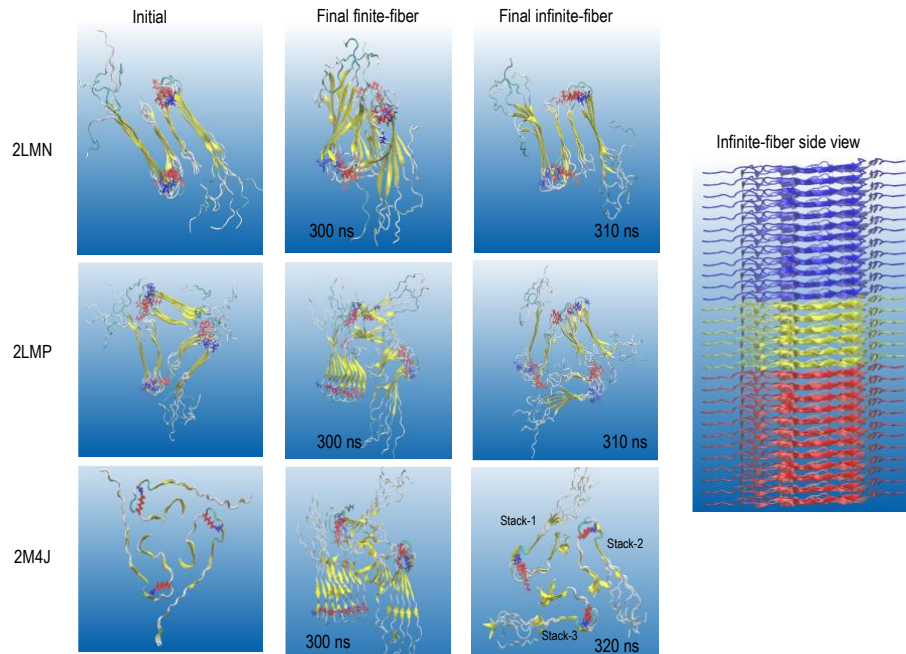 Initial
Final finite-fiber
Final infinite-fiber
2LMN
300 ns
310 ns
Infinite-fiber side view
2LMP
300 ns
310 ns
2M4J
Stack-1
Stack-2
Stack-3
300 ns
320 ns